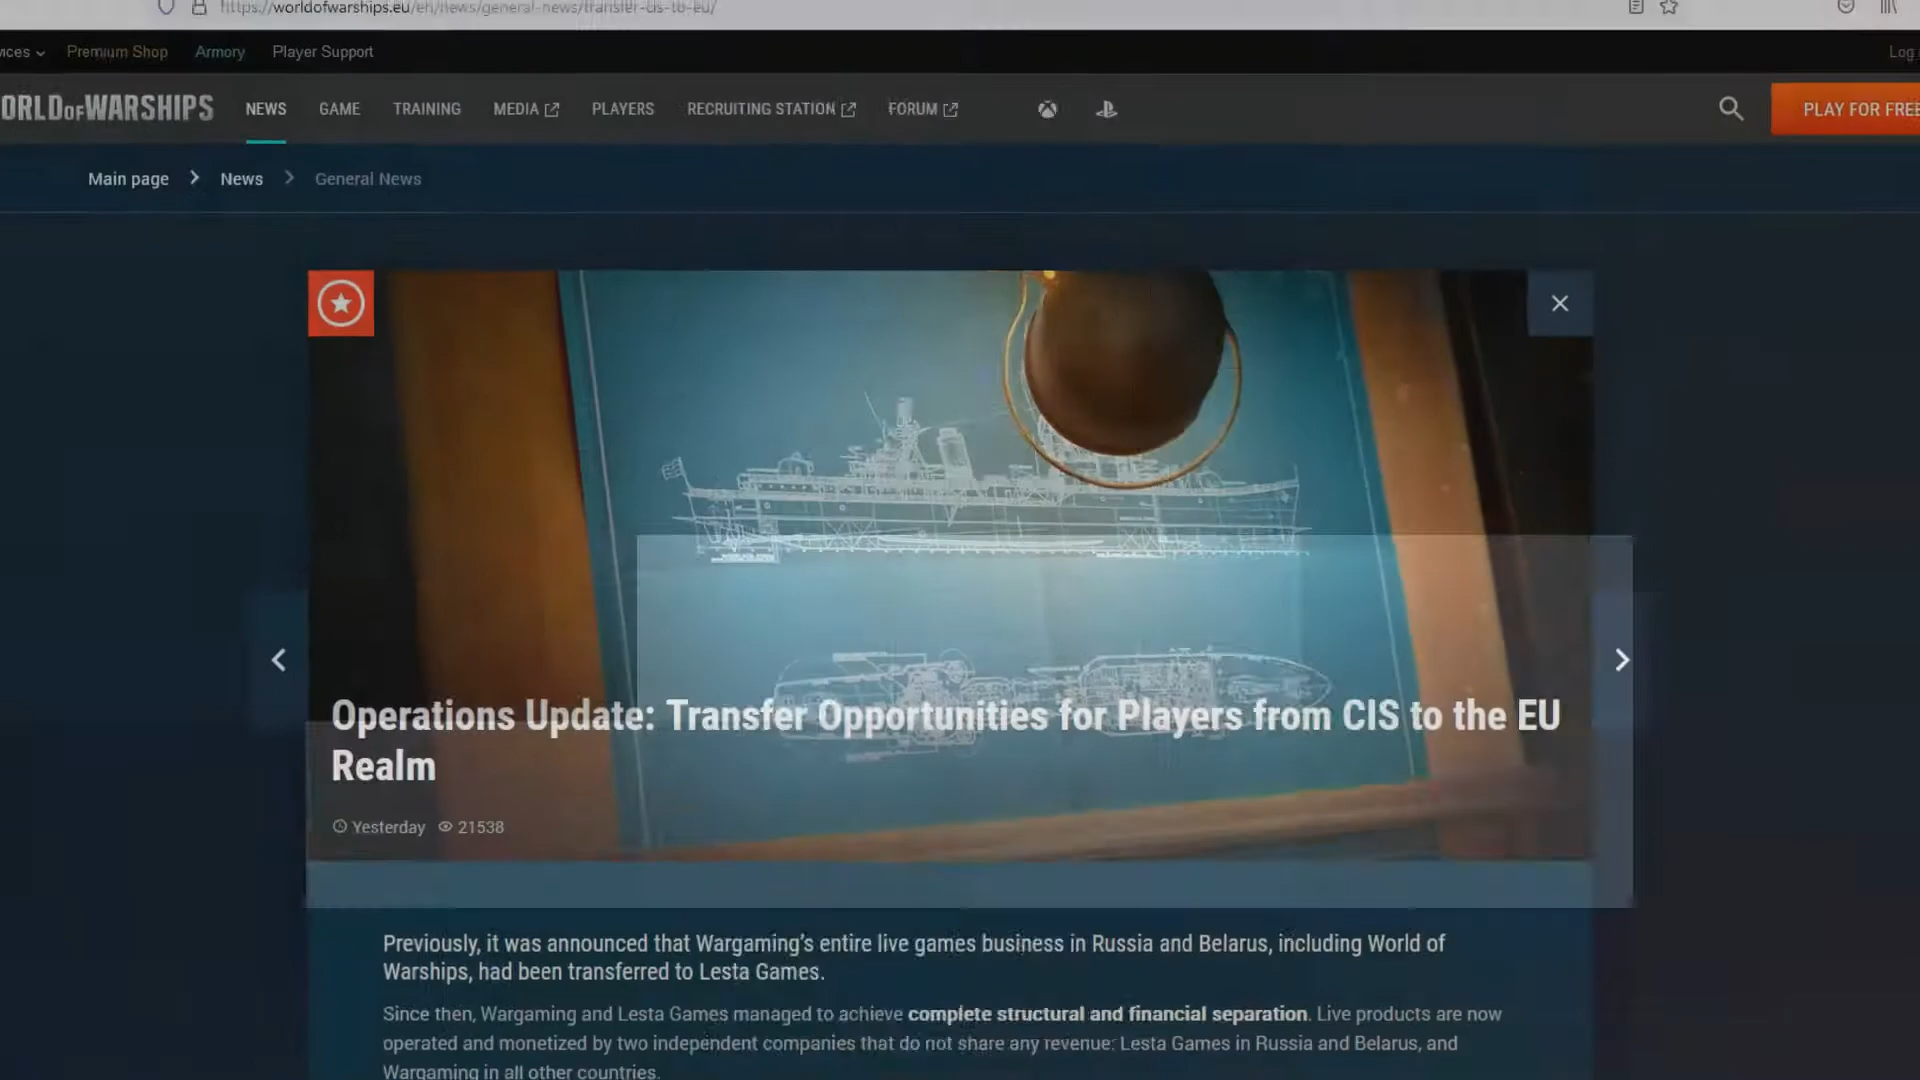 https://worldofwarships.eu/en/news/general-news/transfer-cis-to-eu/
ices Premium Shop Armory Player Support Log
ORLD OF WARSHIPS NEWS GAME TRAINING MEDIA PLAYERS RECRUITING STATION FORUM PLAY FOR FREE
Main page > News > General News
Operations Update: Transfer Opportunities for Players from CIS to the EU
Realm
Yesterday 21538
Previously, it was announced that Wargaming’s entire live games business in Russia and Belarus, including World of
Warships, had been transferred to Lesta Games.
Since then, Wargaming and Lesta Games managed to achieve complete structural and financial separation. Live products are now
operated and monetized by two independent companies that do not share any revenue: Lesta Games in Russia and Belarus, and
Wargaming in all other countries.